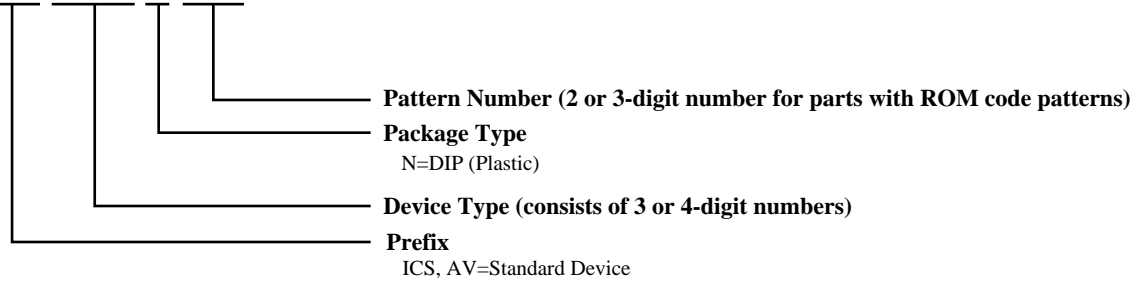 Pattern Number (2 or 3-digit number for parts with ROM code patterns)
Package Type
N=DIP (Plastic)
Device Type (consists of 3 or 4-digit numbers)
Prefix
ICS, AV=Standard Device